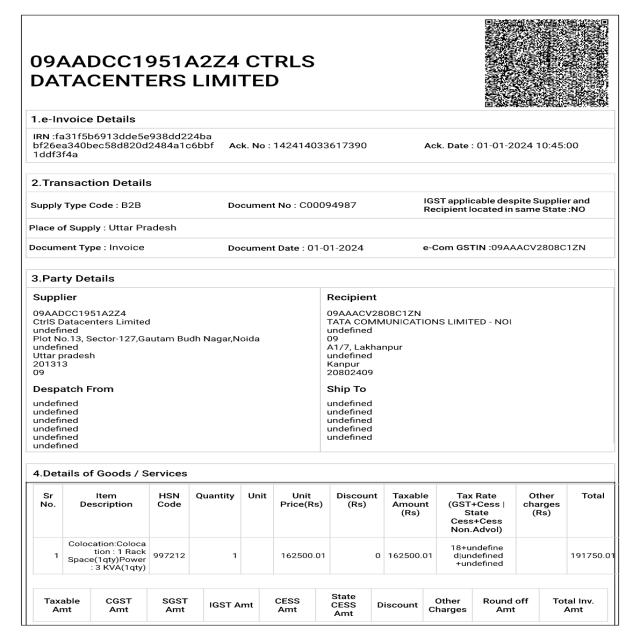 09AADCC1951A2Z4 CTRLS
DATACENTERS LIMITED
1.e-Invoice Details
IRN :fa31f5b6913dde5e938dd224ba
bf26ea340bec58d820d2484a1c6bbf
1ddf3f4a
Ack. No : 142414033617390
Ack. Date : 01-01-2024 10:45:00
2.Transaction Details
Supply Type Code : B2B
Document No : C00094987
IGST applicable despite Supplier and
Recipient located in same State :NO
Place of Supply : Uttar Pradesh
Document Type : Invoice
Document Date : 01-01-2024
e-Com GSTIN :09AAACV2808C1ZN
3.Party Details
Supplier
09AADCC1951A2Z4
CtrlS Datacenters Limited
undefined
Plot No.13, Sector-127,Gautam Budh Nagar,Noida
undefined
Uttar pradesh
201313
09
Recipient
09AAACV2808C1ZN
TATA COMMUNICATIONS LIMITED - NOI
undefined
09
A1/7, Lakhanpur
undefined
Kanpur
20802409
Despatch From
undefined
undefined
undefined
undefined
undefined
undefined
Ship To
undefined
undefined
undefined
undefined
undefined
4.Details of Goods / Services
Sr
No.
Item
Description
HSN
Code
Quantity
Unit
Unit
Price(Rs)
Discount
(Rs)
Taxable
Amount
(Rs)
Tax Rate
(GST+Cess |
State
Cess+Cess
Non.Advol)
Other
charges
(Rs)
Total
1
Colocation:Coloca
tion : 1 Rack
Space(1qty)Power
: 3 KVA(1qty)
997212
1
162500.01
0
162500.01
18+undefine
d|undefined
+undefined
191750.01
Taxable
Amt
CGST
Amt
SGST
Amt
IGST Amt
CESS
Amt
State
CESS
Amt
Discount
Other
Charges
Round off
Amt
Total Inv.
Amt